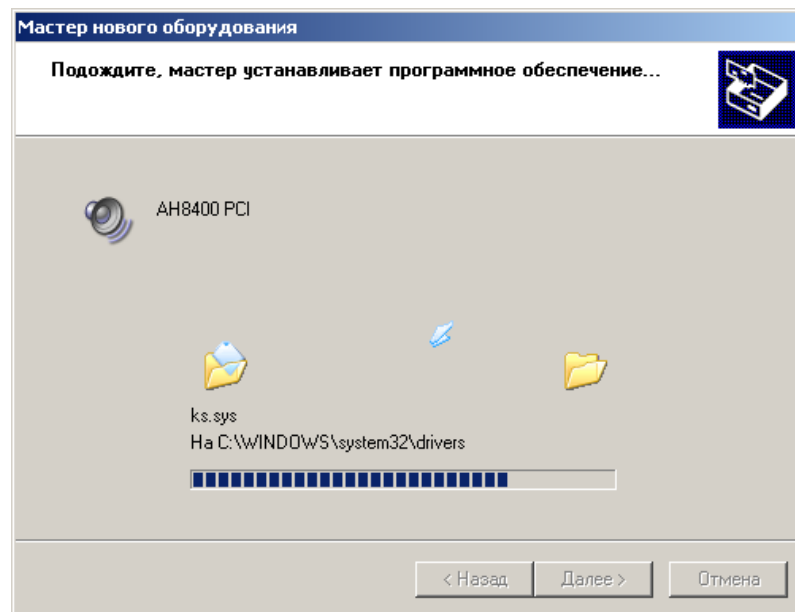 Мастер нового оборудования
Подождите, мастер устанавливает программное обеспечение...
AH8400 PCI
ks.sys
На C:\WINDOWS\system32\drivers
< Назад
Далее >
Отмена